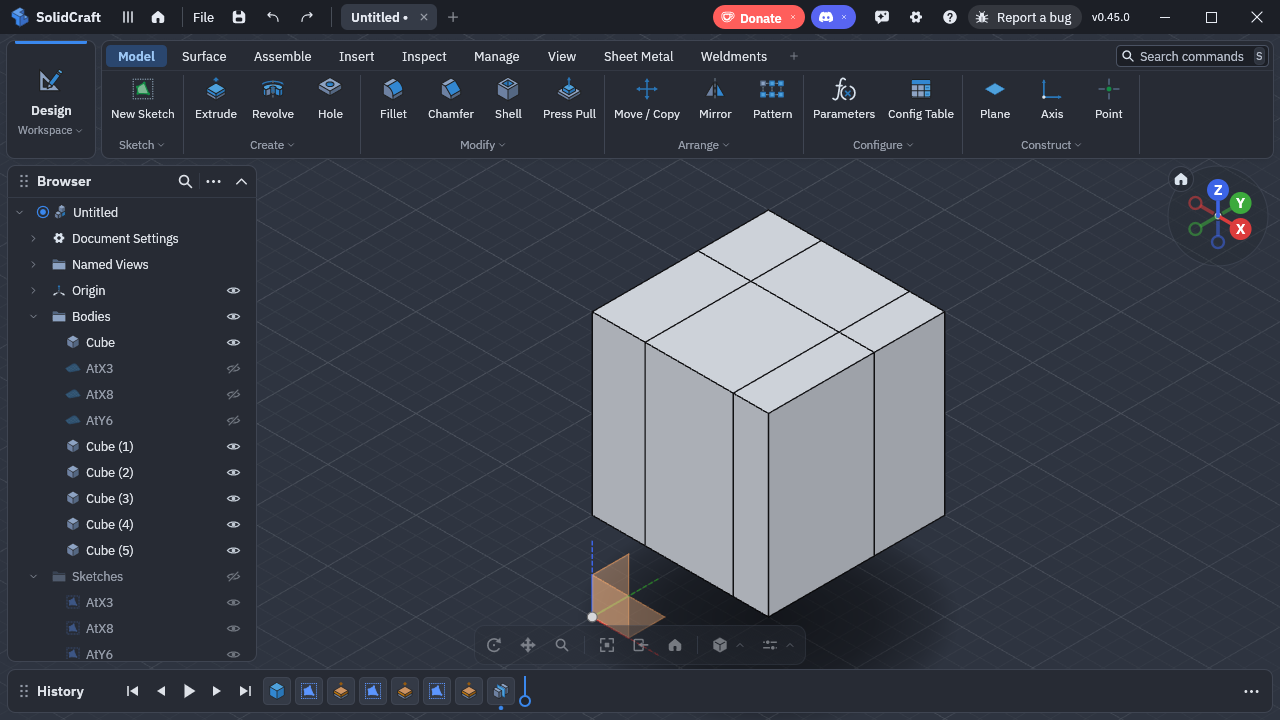 SolidCraft
File
Untitled •
Donate
Report a bug
v0.45.0
Design
Workspace
Model
Surface
Assemble
Insert
Inspect
Manage
View
Sheet Metal
Weldments
Search commands
S
New Sketch
Extrude
Revolve
Hole
Fillet
Chamfer
Shell
Press Pull
Move / Copy
Mirror
Pattern
Parameters
Config Table
Plane
Axis
Point
Sketch
Create
Modify
Arrange
Configure
Construct
Browser
Untitled
Document Settings
Named Views
Origin
Bodies
Cube
AtX3
AtX8
AtY6
Cube (1)
Cube (2)
Cube (3)
Cube (4)
Cube (5)
Sketches
AtX3
AtX8
AtY6
Z
Y
X
History